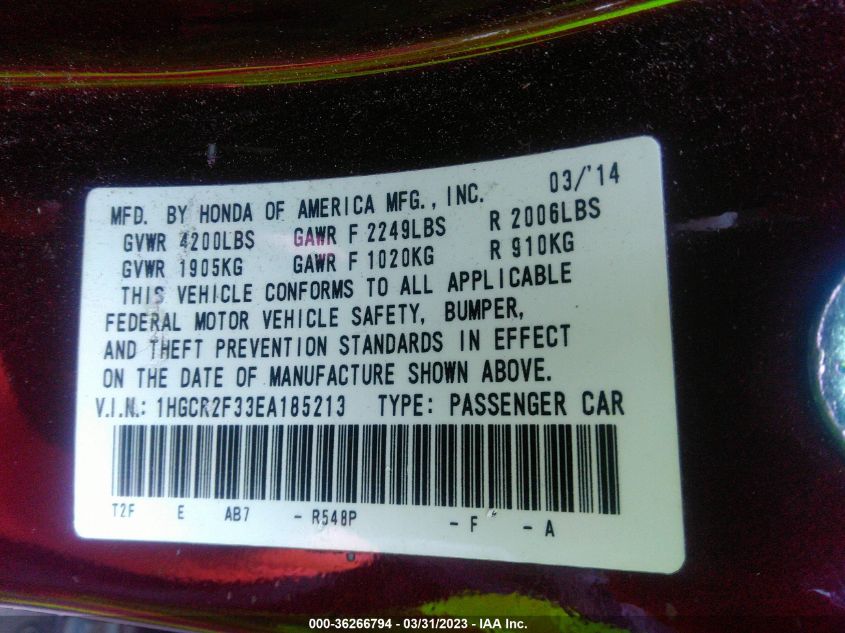 MFD. BY HONDA OF AMERICA MFG., INC. 03/'14
GVWR 4200LBS GAWR F 2249LBS R 2006LBS
GVWR 1905KG GAWR F 1020KG R 910KG
THIS VEHICLE CONFORMS TO ALL APPLICABLE
FEDERAL MOTOR VEHICLE SAFETY, BUMPER,
AND THEFT PREVENTION STANDARDS IN EFFECT
ON THE DATE OF MANUFACTURE SHOWN ABOVE.
V.I.N.: 1HGCR2F33EA185213 TYPE: PASSENGER CAR
T2F E AB7 - R548P - F - A
000-36266794 - 03/31/2023 - IAA Inc.